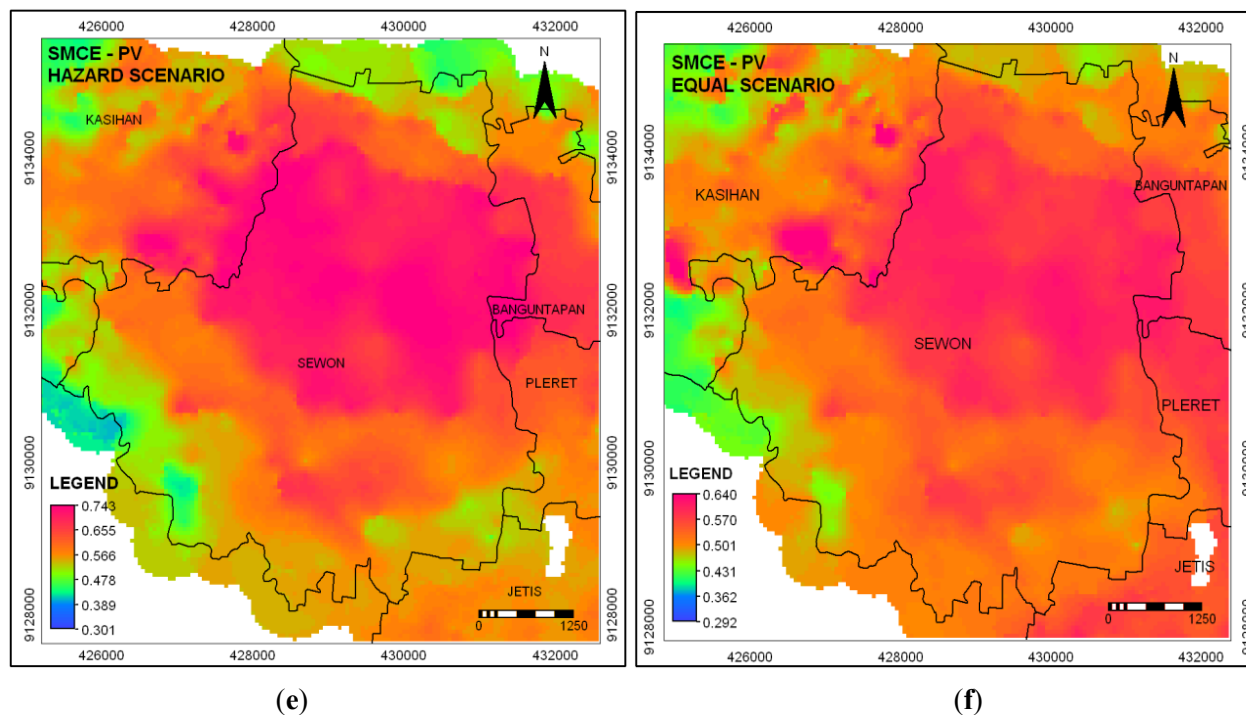 426000 428000 430000 432000
SMCE - PV
HAZARD SCENARIO
N
KASIHAN
9134000
9134000
9132000
9132000
BANGUNTAPAN
SEWON
PLERET
9130000
9130000
LEGEND
0.743
0.655
0.566
0.478
0.389
0.301
JETIS
0 1250
9128000
9128000
426000 428000 430000 432000
(e)
426000 428000 430000 432000
SMCE - PV
EQUAL SCENARIO
N
9134000
9134000
KASIHAN
BANGUNTAPAN
9132000
SEWON
PLERET
9130000
LEGEND
0.640
0.570
0.501
0.431
0.362
0.292
JETIS
0 1250
9128000
426000 428000 430000 432000
(f)